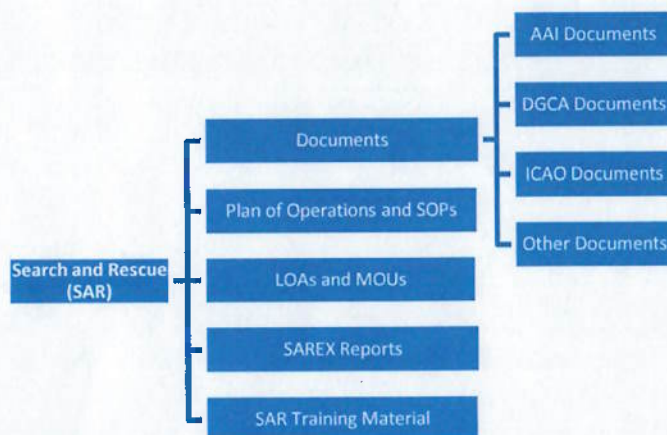 AAI Documents
DGCA Documents
Documents
ICAO Documents
Plan of Operations and SOPs
Other Documents
Search and Rescue
(SAR)
LOAs and MOUs
SAREX Reports
SAR Training Material